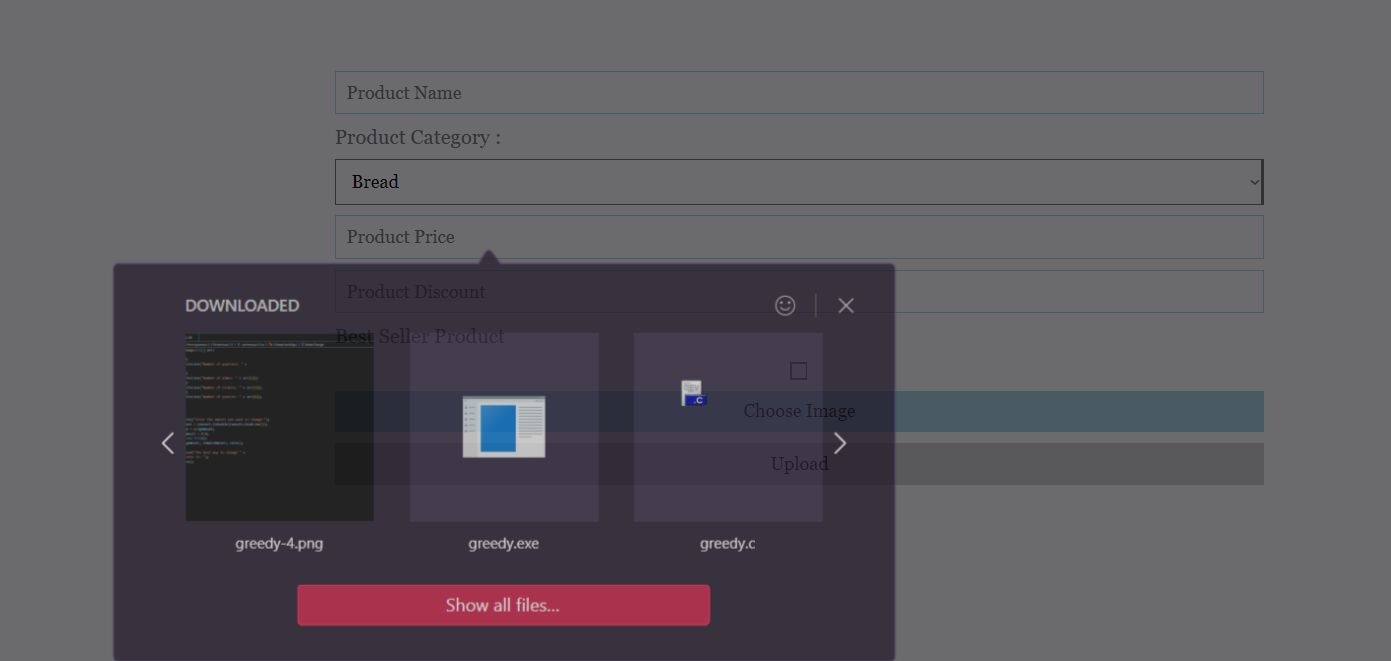 Product Name
Product Category :
Bread
Product Price
Product Discount
DOWNLOADED
Best Seller Product
Choose Image
Upload
greedy-4.png
greedy.exe
greedy.c
Show all files...
.C